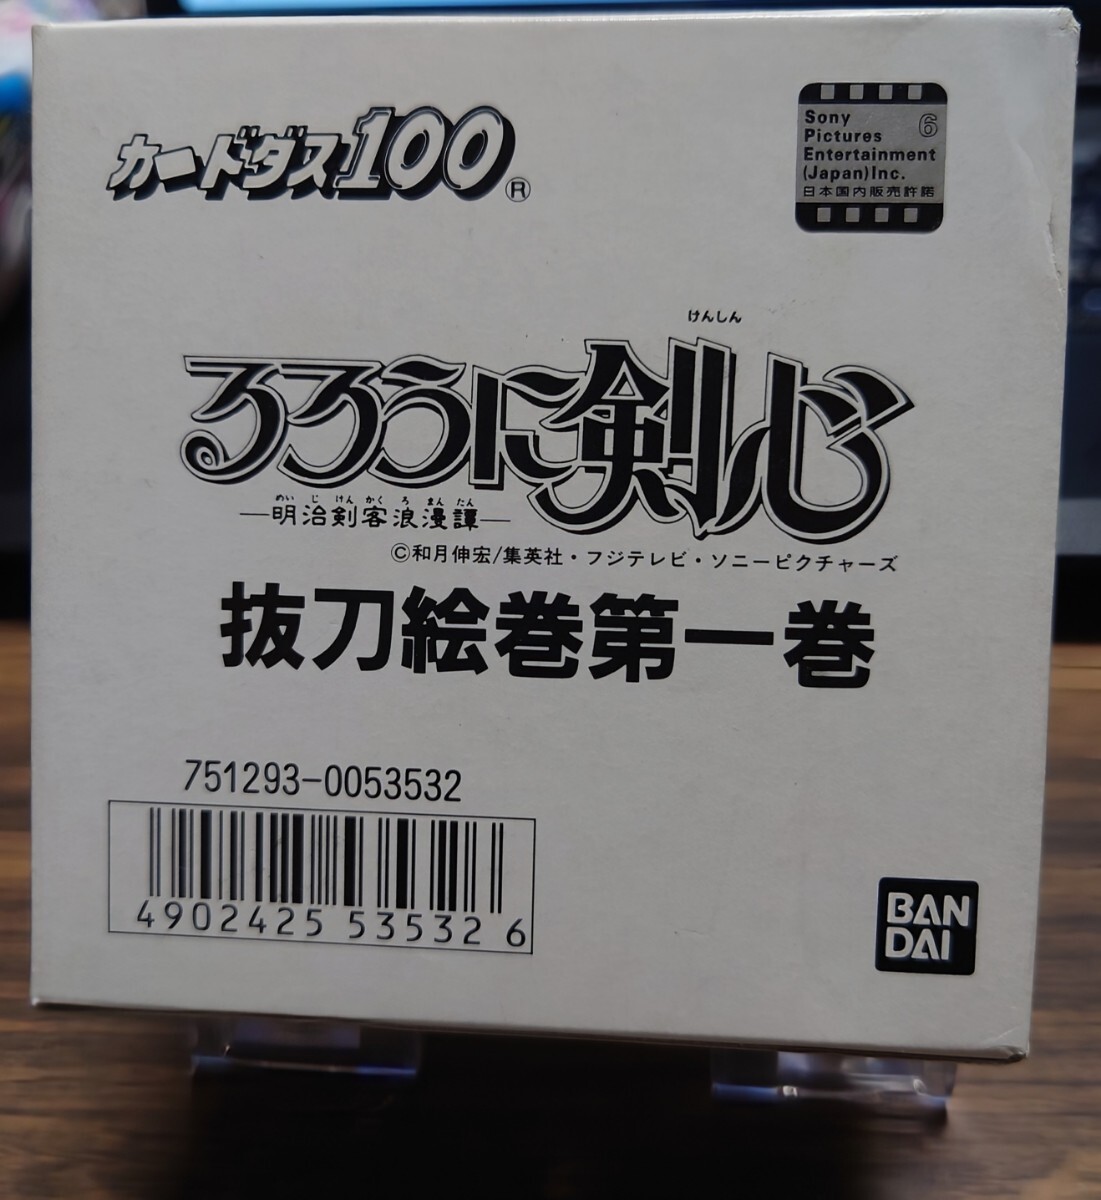 カードダス100®
Sony
Pictures 6
Entertainment
(Japan)Inc.
日本国内販売許諾
けんしん
るろうに剣心
めいじけんかくろまんたん
―明治剣客浪漫譚―
©和月伸宏/集英社・フジテレビ・ソニーピクチャーズ
抜刀絵巻第一巻
751293-0053532
4902425 53532 6
BAN
DAI